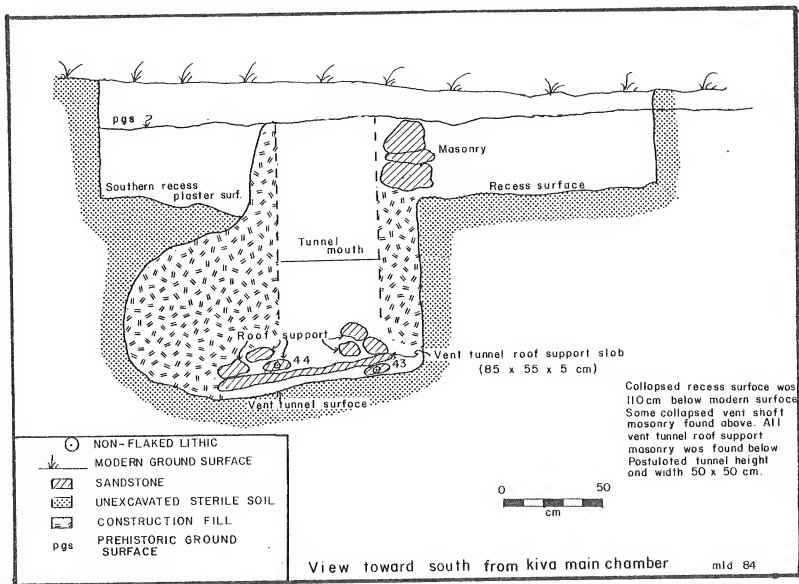 pgs
Masonry
Southern recess
plaster surf.
Recess surface
Tunnel
mouth
Roof support
44
43
Vent tunnel roof support slab
(85 x 55 x 5 cm)
Vent tunnel surface
Collapsed recess surface was
110cm below modern surface
Some collapsed vent shaft
masonry found above. All
vent tunnel roof support
masonry was found below
Postulated tunnel height
and width 50 x 50 cm.
NON-FLAKED LITHIC
MODERN GROUND SURFACE
SANDSTONE
UNEXCAVATED STERILE SOIL
CONSTRUCTION FILL
pgs PREHISTORIC GROUND
SURFACE
0 50
cm
View toward south from kiva main chamber mld 84